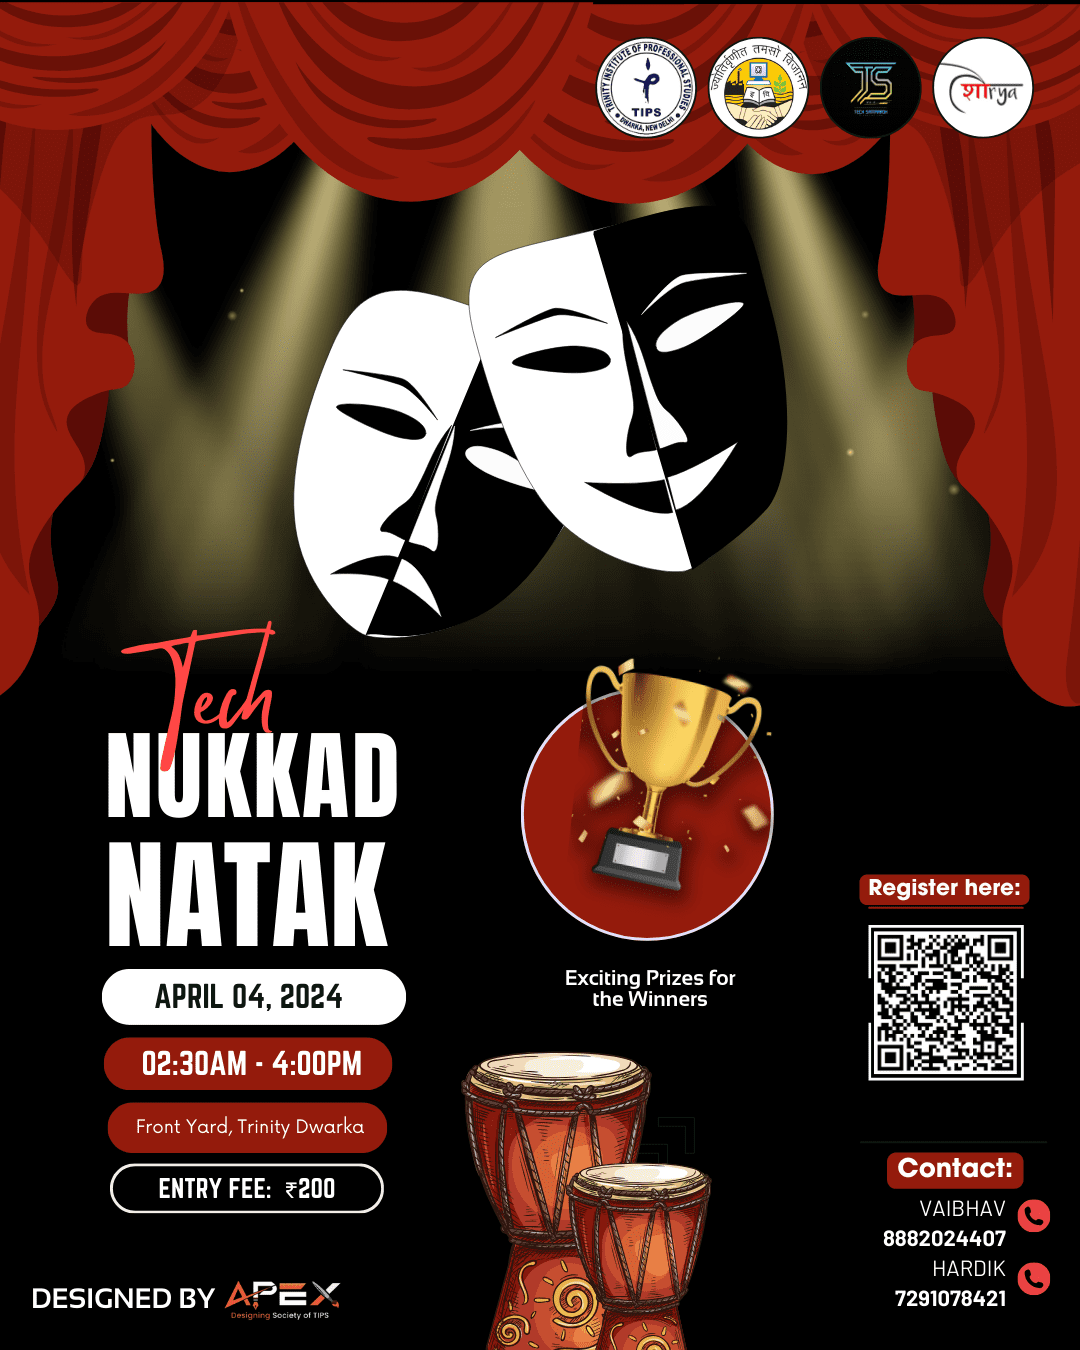 TRINITY INSTITUTE OF PROFESSIONAL STUDIES
TIPS
DWARKA, NEW DELHI
ज्योतिर्वृणीत तमसो विजानन
TS
शौrya
Tech
NUKKAD
NATAK
APRIL 04, 2024
02:30AM - 4:00PM
Front Yard, Trinity Dwarka
ENTRY FEE: ₹200
Exciting Prizes for
the Winners
Register here:
Contact:
VAIBHAV
8882024407
HARDIK
7291078421
DESIGNED BY APEX
Designing Society of TIPS